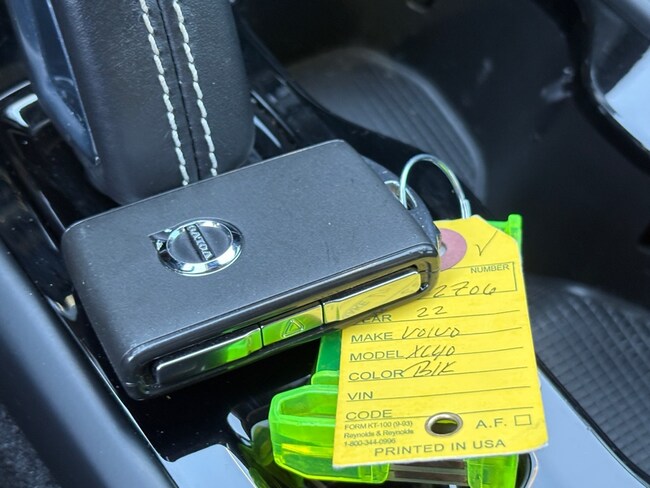 VOLVO
✓
NUMBER
2706
YEAR 22
MAKE VOLVO
MODEL XC40
COLOR Blk
VIN
CODE
FORM KT-100 (9-93)
Reynolds & Reynolds
1-800-344-0996
A.F.
PRINTED IN USA